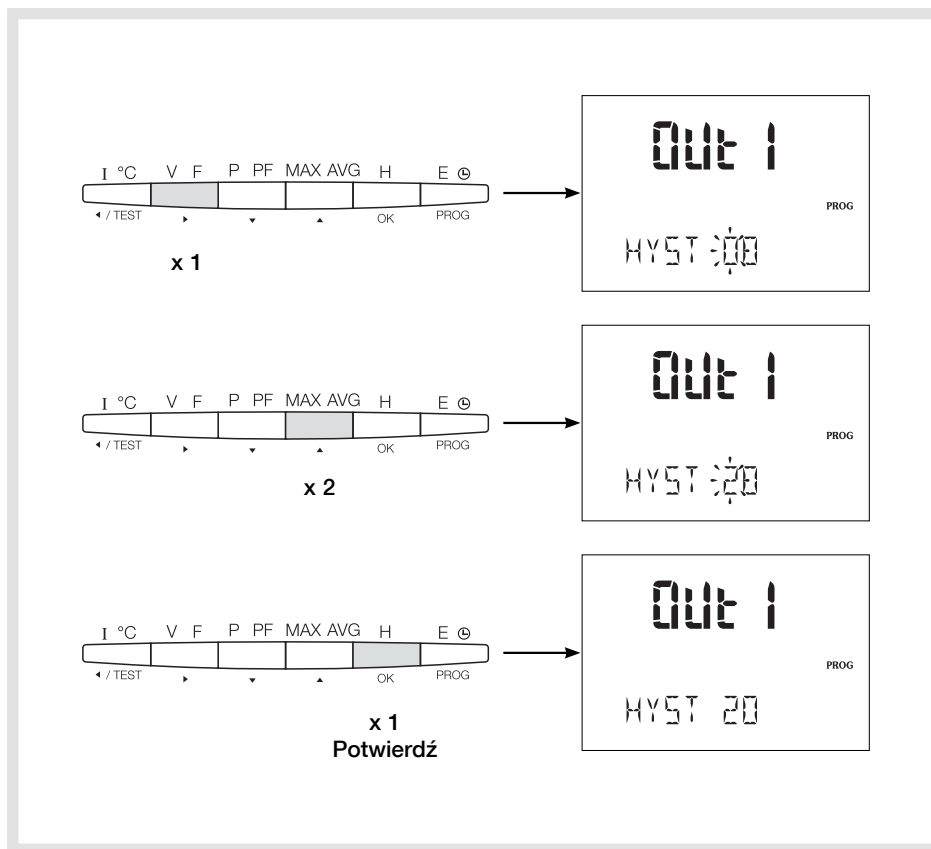 I °C V F P PF MAX AVG H E
/ TEST OK PROG
x 1
OUt 1
PROG
HYST 00
I °C V F P PF MAX AVG H E
/ TEST OK PROG
x 2
OUt 1
PROG
HYST 20
I °C V F P PF MAX AVG H E
/ TEST OK PROG
x 1
Potwierdź
OUt 1
PROG
HYST 20